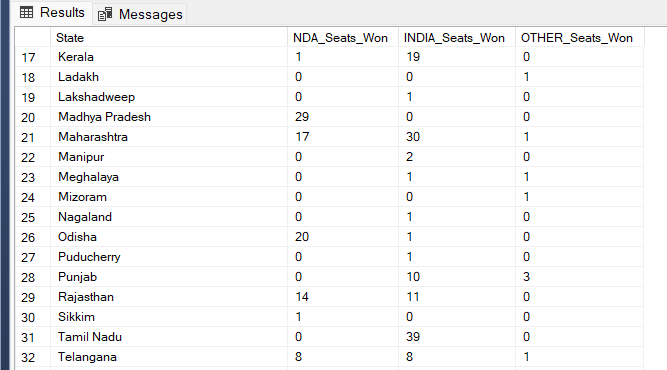 Results Messages
State NDA_Seats_Won INDIA_Seats_Won OTHER_Seats_Won
17 Kerala 1 19 0
18 Ladakh 0 0 1
19 Lakshadweep 0 1 0
20 Madhya Pradesh 29 0 0
21 Maharashtra 17 30 1
22 Manipur 0 2 0
23 Meghalaya 0 1 1
24 Mizoram 0 0 1
25 Nagaland 0 1 0
26 Odisha 20 1 0
27 Puducherry 0 1 0
28 Punjab 0 10 3
29 Rajasthan 14 11 0
30 Sikkim 1 0 0
31 Tamil Nadu 0 39 0
32 Telangana 8 8 1